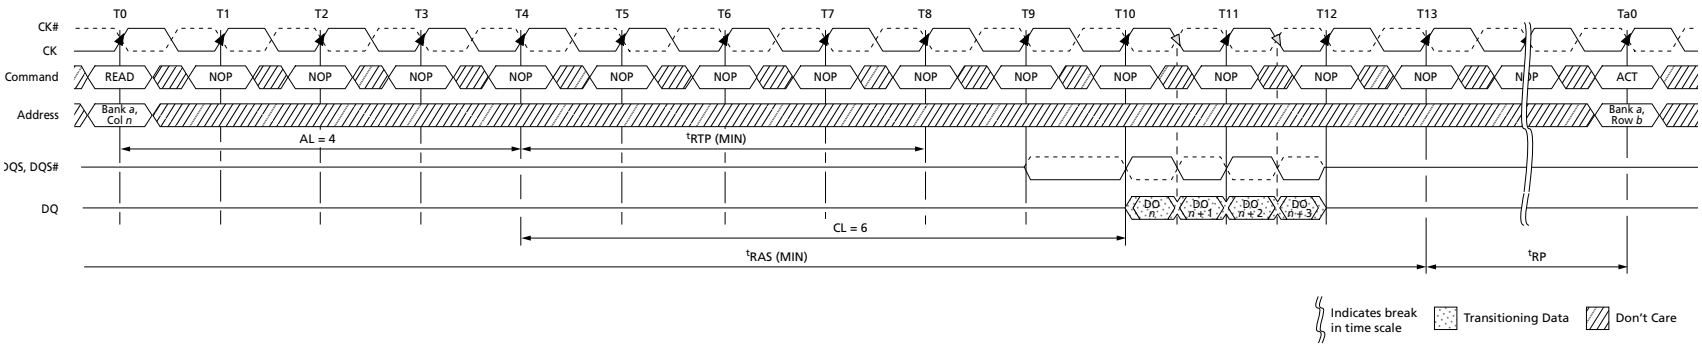 T0 T1 T2 T3 T4 T5 T6 T7 T8 T9 T10 T11 T12 T13 Ta0
CK#
CK
Command READ NOP NOP NOP NOP NOP NOP NOP NOP NOP NOP NOP NOP NOP NOP ACT
Address Bank a, Col n Bank a, Row b
AL = 4 tRTP (MIN)
DQS, DQS#
DQ DO n DO n + 1 DO n + 2 DO n + 3
CL = 6
tRAS (MIN) tRP
Indicates break
in time scale
Transitioning Data
Don't Care